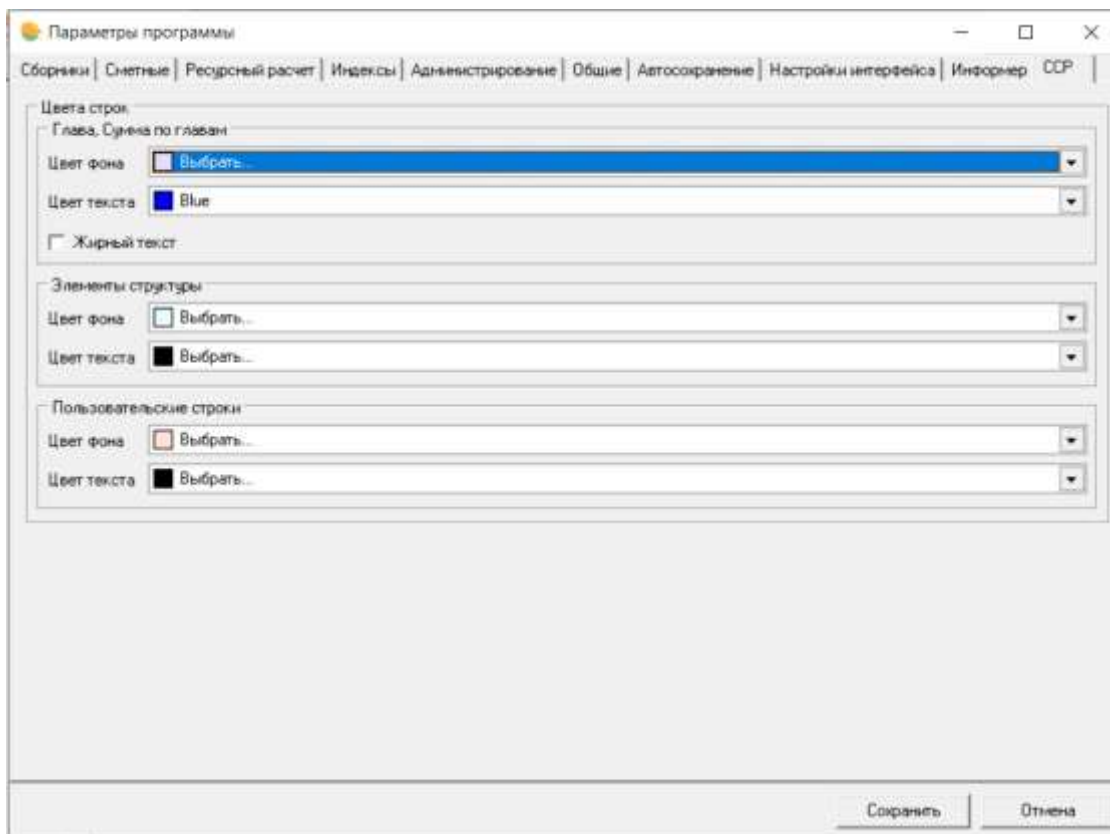 Параметры программы
Сборники Сметные Ресурсный расчет Индексы Администрирование Общие Автосохранение Настройки интерфейса Информер ССР
Цвета строк
Глава, Сумма по главам
Цвет фона Выбрать...
Цвет текста Blue
Жирный текст
Элементы структуры
Цвет фона Выбрать...
Цвет текста Выбрать...
Пользовательские строки
Цвет фона Выбрать...
Цвет текста Выбрать...
Сохранить Отмена